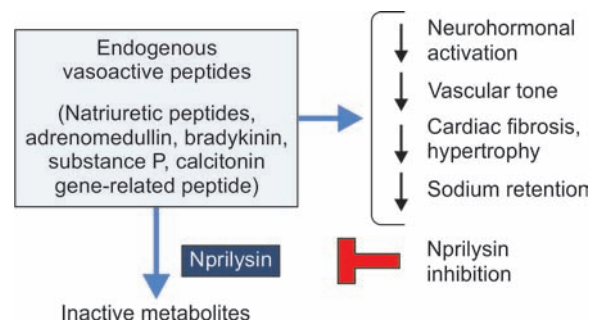 Endogenous
vasoactive peptides
(Natriuretic peptides,
adrenomedullin, bradykinin,
substance P, calcitonin
gene-related peptide)
Neurohormonal
activation
Vascular tone
Cardiac fibrosis,
hypertrophy
Sodium retention
Nprilysin
Nprilysin
inhibition
Inactive metabolites